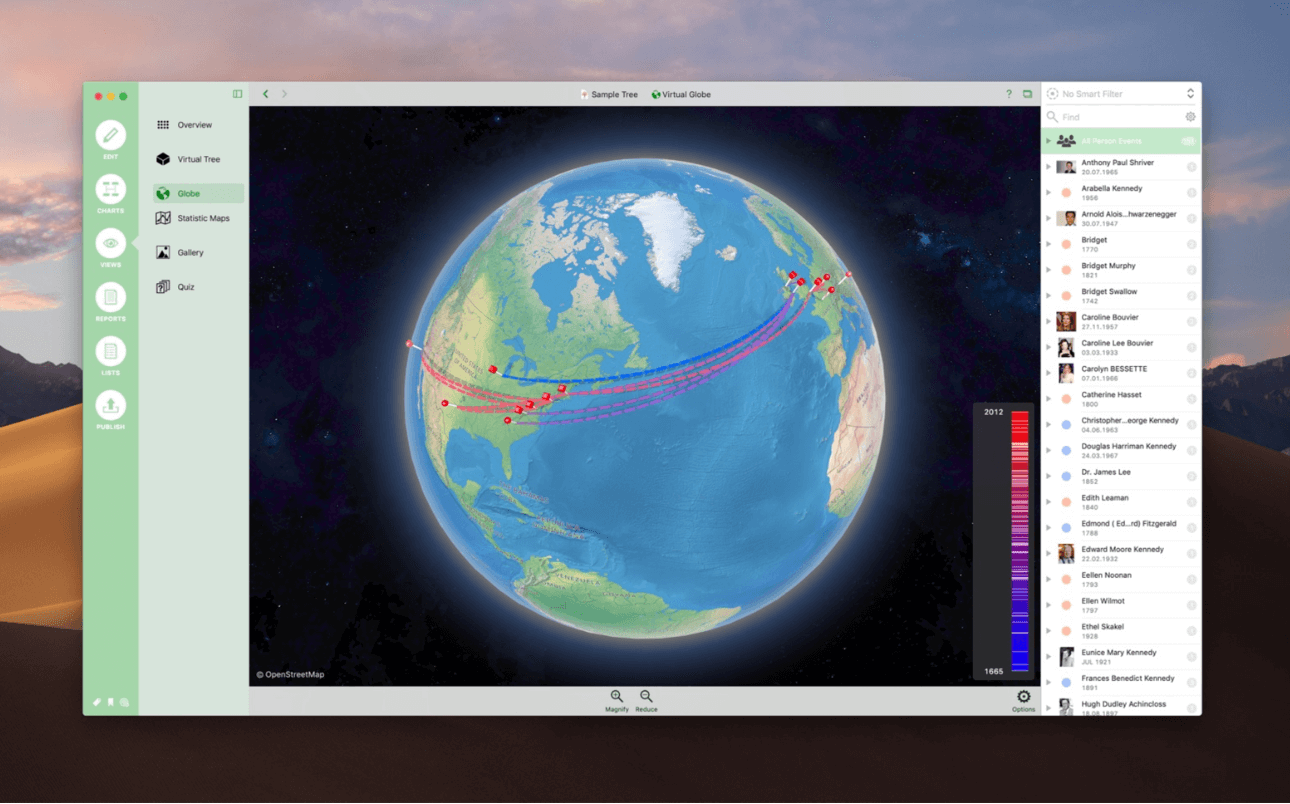 EDIT
CHARTS
VIEWS
REPORTS
LISTS
PUBLISH
Overview
Virtual Tree
Globe
Statistic Maps
Gallery
Quiz
Sample Tree
Virtual Globe
?
UNITED STATES
OF AMERICA
VENEZUELA
2012
1665
© OpenStreetMap
Magnify
Reduce
Options
No Smart Filter
Find
All Person Events
Anthony Paul Shriver
20.07.1965
Arabella Kennedy
1956
Arnold Alois...hwarzenegger
30.07.1947
Bridget
1770
Bridget Murphy
1821
Bridget Swallow
1742
Caroline Bouvier
27.11.1957
Caroline Lee Bouvier
03.03.1933
Carolyn BESSETTE
07.01.1966
Catherine Hasset
1800
Christopher...eorge Kennedy
04.06.1963
Douglas Harriman Kennedy
24.03.1967
Dr. James Lee
1852
Edith Leaman
1840
Edmond ( Ed...rd) Fitzgerald
1788
Edward Moore Kennedy
22.02.1932
Eellen Noonan
1793
Ellen Wilmot
1797
Ethel Skakel
1928
Eunice Mary Kennedy
JUL 1921
Frances Benedict Kennedy
1891
Hugh Dudley Achincloss